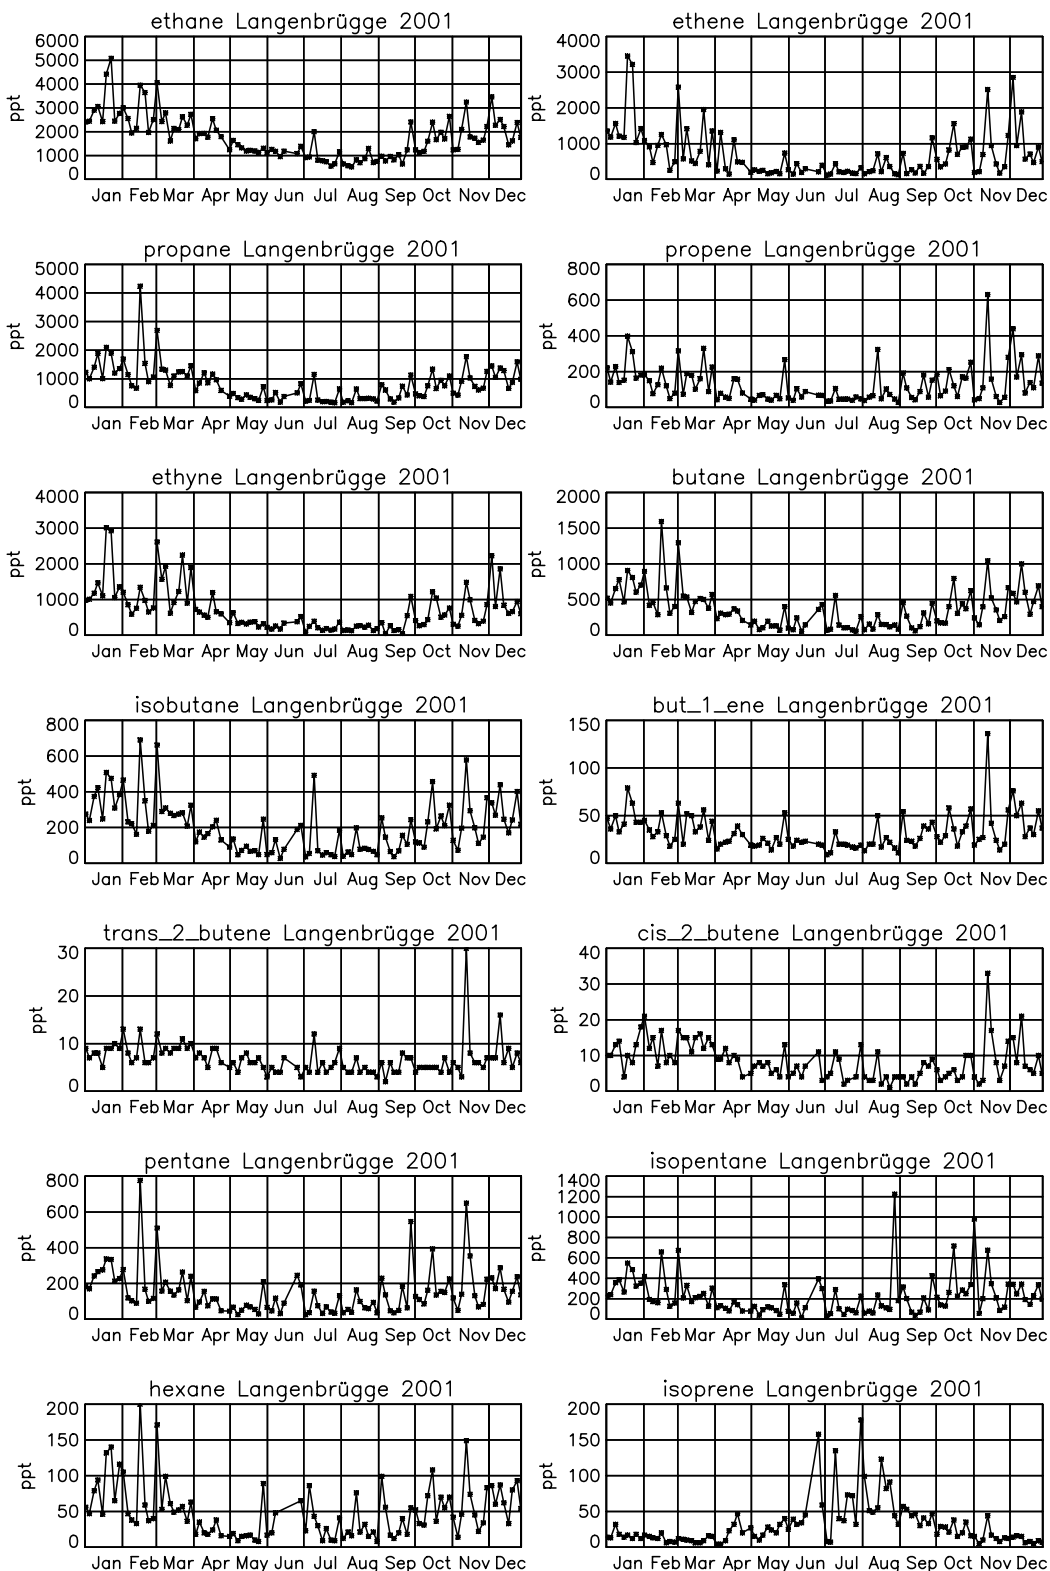 ethane Langenbrügge 2001
6000
5000
4000
3000
2000
1000
0
ppt
Jan Feb Mar Apr May Jun Jul Aug Sep Oct Nov Dec
ethene Langenbrügge 2001
4000
3000
2000
1000
0
ppt
Jan Feb Mar Apr May Jun Jul Aug Sep Oct Nov Dec
propane Langenbrügge 2001
5000
4000
3000
2000
1000
0
ppt
Jan Feb Mar Apr May Jun Jul Aug Sep Oct Nov Dec
propene Langenbrügge 2001
800
600
400
200
0
ppt
Jan Feb Mar Apr May Jun Jul Aug Sep Oct Nov Dec
ethyne Langenbrügge 2001
4000
3000
2000
1000
0
ppt
Jan Feb Mar Apr May Jun Jul Aug Sep Oct Nov Dec
butane Langenbrügge 2001
2000
1500
1000
500
0
ppt
Jan Feb Mar Apr May Jun Jul Aug Sep Oct Nov Dec
isobutane Langenbrügge 2001
800
600
400
200
0
ppt
Jan Feb Mar Apr May Jun Jul Aug Sep Oct Nov Dec
but_1_ene Langenbrügge 2001
150
100
50
0
ppt
Jan Feb Mar Apr May Jun Jul Aug Sep Oct Nov Dec
trans_2_butene Langenbrügge 2001
30
20
10
0
ppt
Jan Feb Mar Apr May Jun Jul Aug Sep Oct Nov Dec
cis_2_butene Langenbrügge 2001
40
30
20
10
0
ppt
Jan Feb Mar Apr May Jun Jul Aug Sep Oct Nov Dec
pentane Langenbrügge 2001
800
600
400
200
0
ppt
Jan Feb Mar Apr May Jun Jul Aug Sep Oct Nov Dec
isopentane Langenbrügge 2001
1400
1200
1000
800
600
400
200
0
ppt
Jan Feb Mar Apr May Jun Jul Aug Sep Oct Nov Dec
hexane Langenbrügge 2001
200
150
100
50
0
ppt
Jan Feb Mar Apr May Jun Jul Aug Sep Oct Nov Dec
isoprene Langenbrügge 2001
200
150
100
50
0
ppt
Jan Feb Mar Apr May Jun Jul Aug Sep Oct Nov Dec